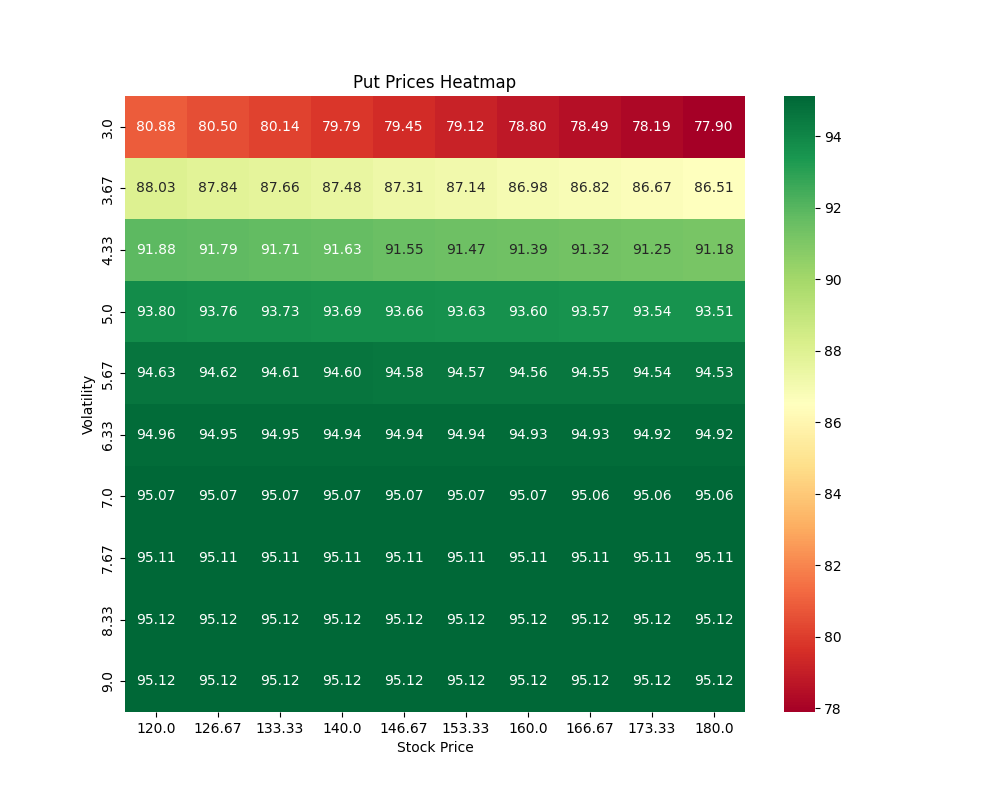 Put Prices Heatmap
3.0 80.88 80.50 80.14 79.79 79.45 79.12 78.80 78.49 78.19 77.90
3.67 88.03 87.84 87.66 87.48 87.31 87.14 86.98 86.82 86.67 86.51
4.33 91.88 91.79 91.71 91.63 91.55 91.47 91.39 91.32 91.25 91.18
5.0 93.80 93.76 93.73 93.69 93.66 93.63 93.60 93.57 93.54 93.51
5.67 94.63 94.62 94.61 94.60 94.58 94.57 94.56 94.55 94.54 94.53
6.33 94.96 94.95 94.95 94.94 94.94 94.94 94.93 94.93 94.92 94.92
7.0 95.07 95.07 95.07 95.07 95.07 95.07 95.07 95.06 95.06 95.06
7.67 95.11 95.11 95.11 95.11 95.11 95.11 95.11 95.11 95.11 95.11
8.33 95.12 95.12 95.12 95.12 95.12 95.12 95.12 95.12 95.12 95.12
9.0 95.12 95.12 95.12 95.12 95.12 95.12 95.12 95.12 95.12 95.12
120.0 126.67 133.33 140.0 146.67 153.33 160.0 166.67 173.33 180.0
Stock Price
Volatility
94
92
90
88
86
84
82
80
78